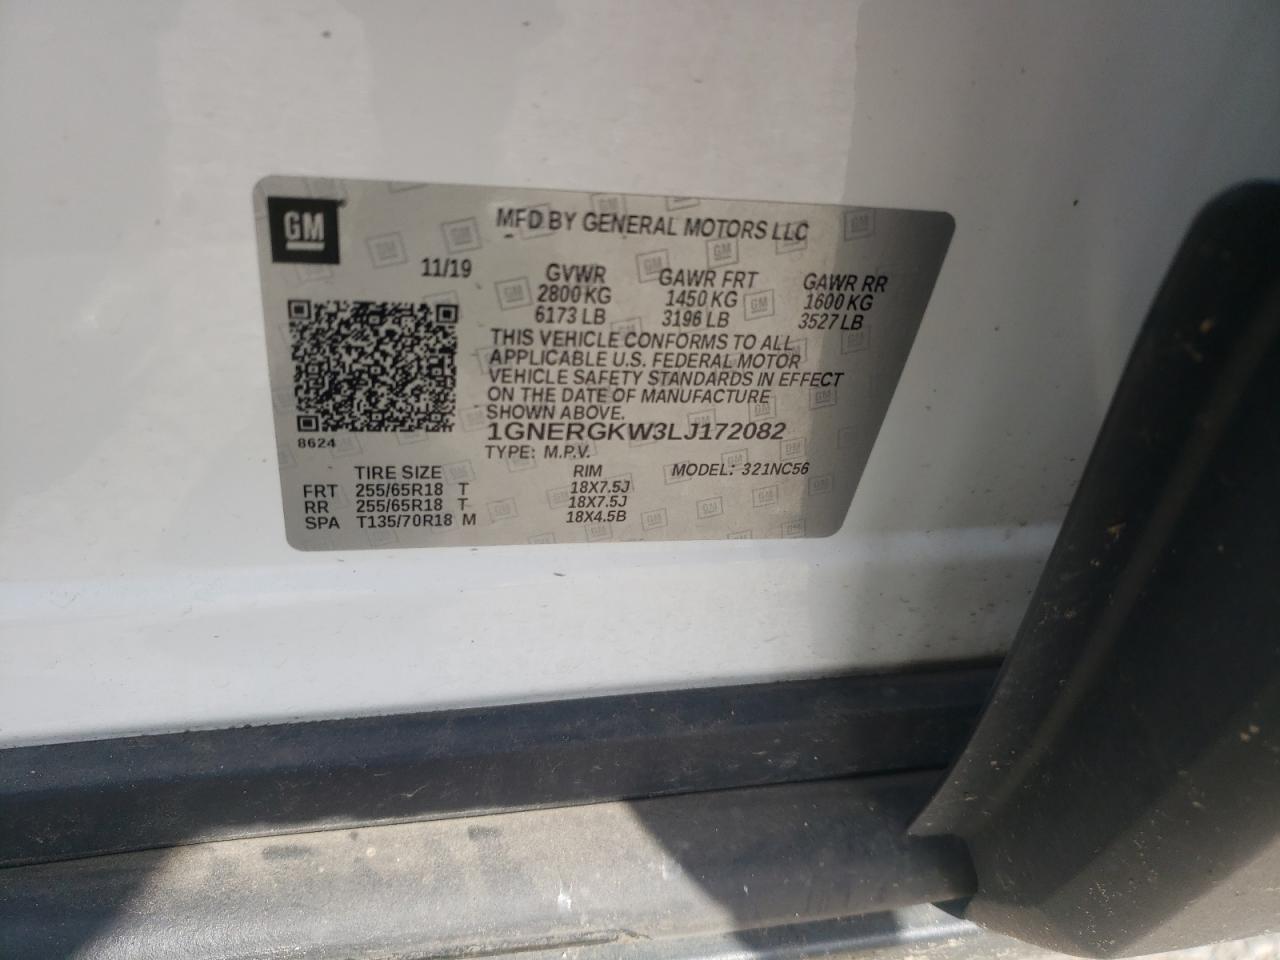 GM
MFD BY GENERAL MOTORS LLC
11/19
GVWR GAWR FRT GAWR RR
2800 KG 1450 KG 1600 KG
6173 LB 3196 LB 3527 LB
THIS VEHICLE CONFORMS TO ALL
APPLICABLE U.S. FEDERAL MOTOR
VEHICLE SAFETY STANDARDS IN EFFECT
ON THE DATE OF MANUFACTURE
SHOWN ABOVE.
1GNERGKW3LJ172082
8624
TYPE: M.P.V. MODEL: 321NC56
TIRE SIZE RIM
FRT 255/65R18 T 18X7.5J
RR 255/65R18 T 18X7.5J
SPA T135/70R18 M 18X4.5B